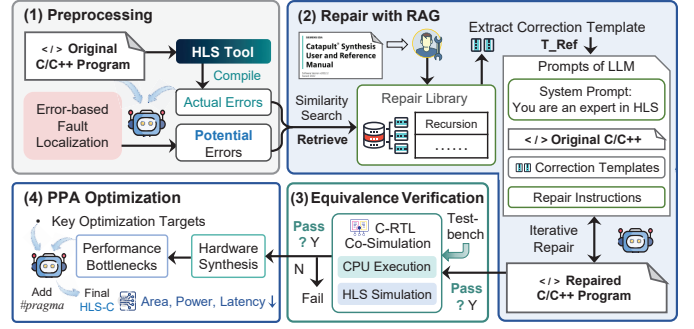 (1) Preprocessing
< / > Original
C/C++ Program
HLS Tool
Compile
Actual Errors
Error-based
Fault
Localization
Potential
Errors
(2) Repair with RAG
Catapult® Synthesis
User and Reference
Manual
Extract Correction Template
T_Ref
Similarity
Search
Retrieve
Repair Library
Recursion
......
Prompts of LLM
System Prompt:
You are an expert in HLS
< / > Original C/C++
Correction Templates
Repair Instructions
Iterative
Repair
< / > Repaired
C/C++ Program
(3) Equivalence Verification
Pass
? Y
C-RTL
Co-Simulation
CPU Execution
HLS Simulation
Test-
bench
Pass
? Y
N
Fail
(4) PPA Optimization
• Key Optimization Targets
Performance
Bottlenecks
Hardware
Synthesis
Add
#pragma
Final
HLS-C
Area, Power, Latency ↓